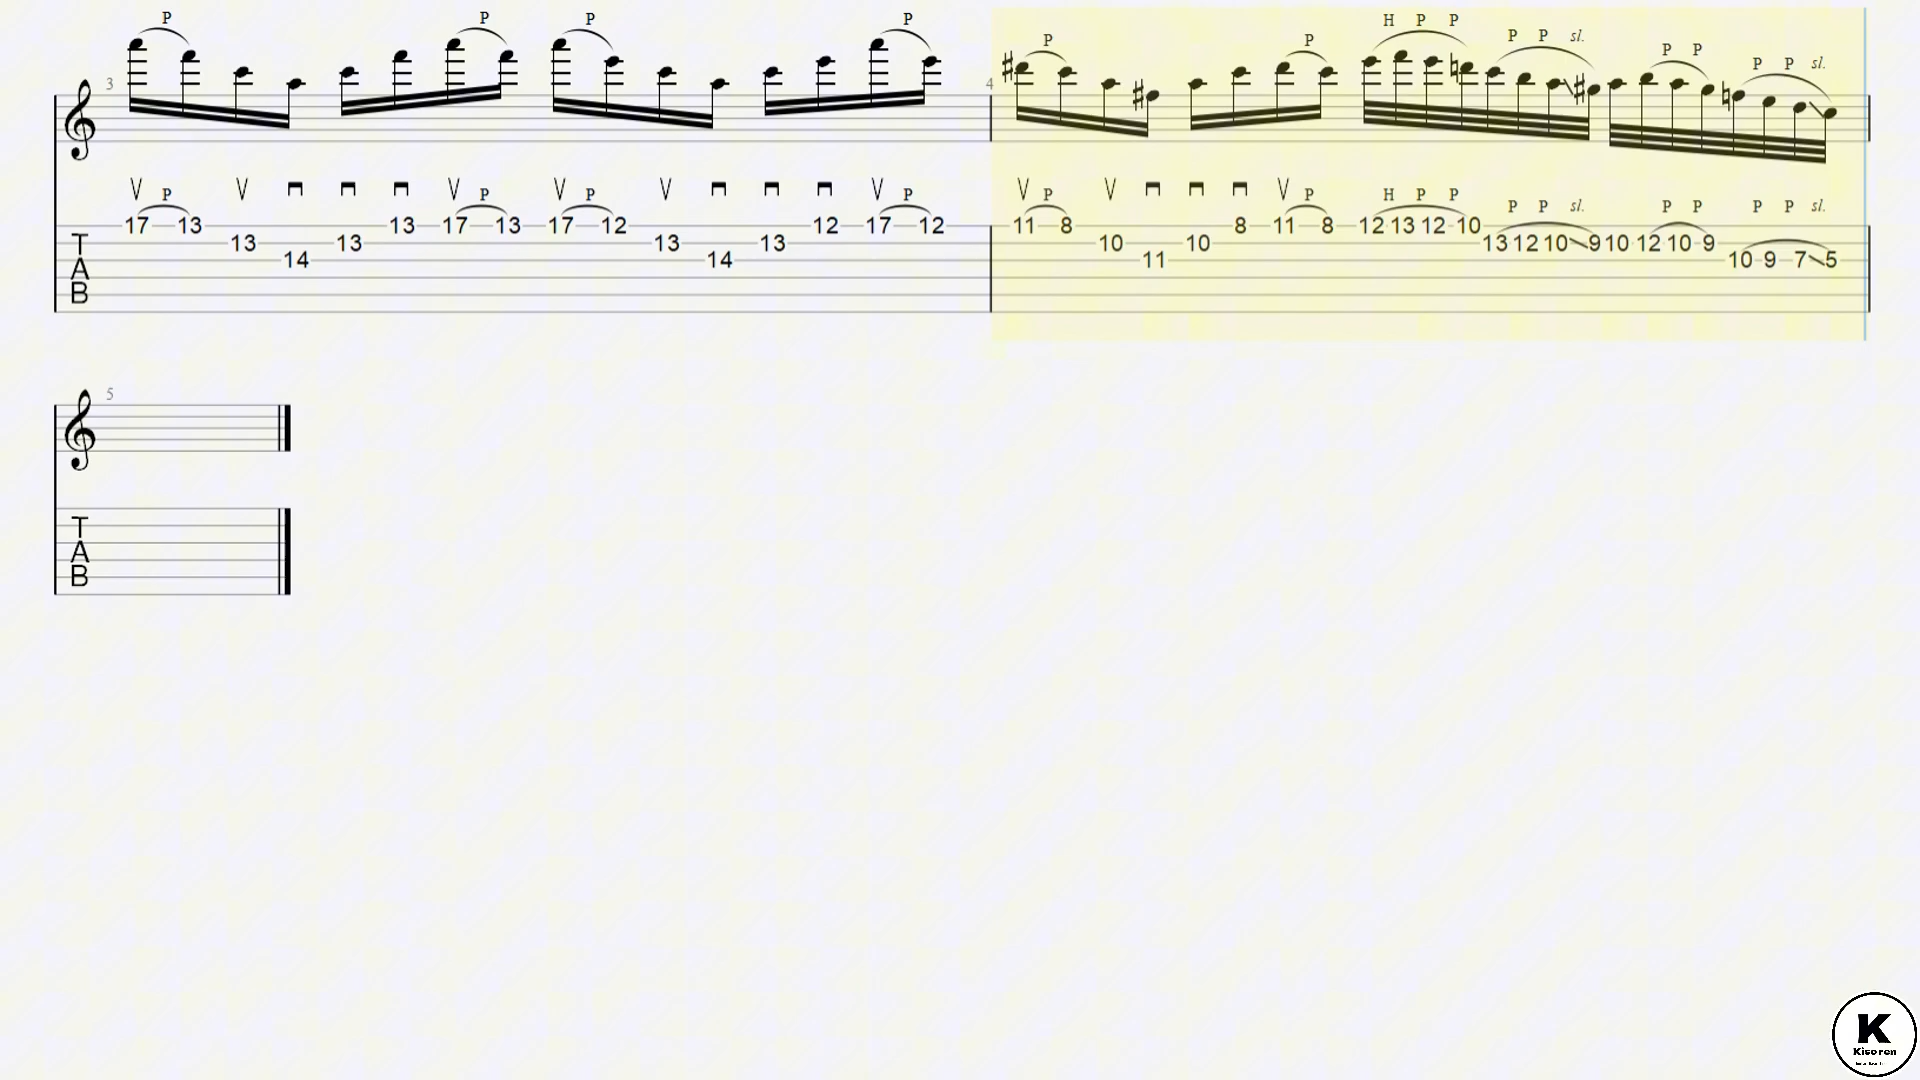 P P P P P P H P P P P sl. P P P P sl.
3 4
P P P P P P H P P P P sl. P P P P sl.
17 13 13 17 13 17 12 12 17 12 11 8 8 11 8 12 13 12 10
T 13 13 13 13 10 10 13 12 10 9 10 12 10 9
A 14 14 11 10 9 7 5
B
5
T
A
B
K
Kisoren